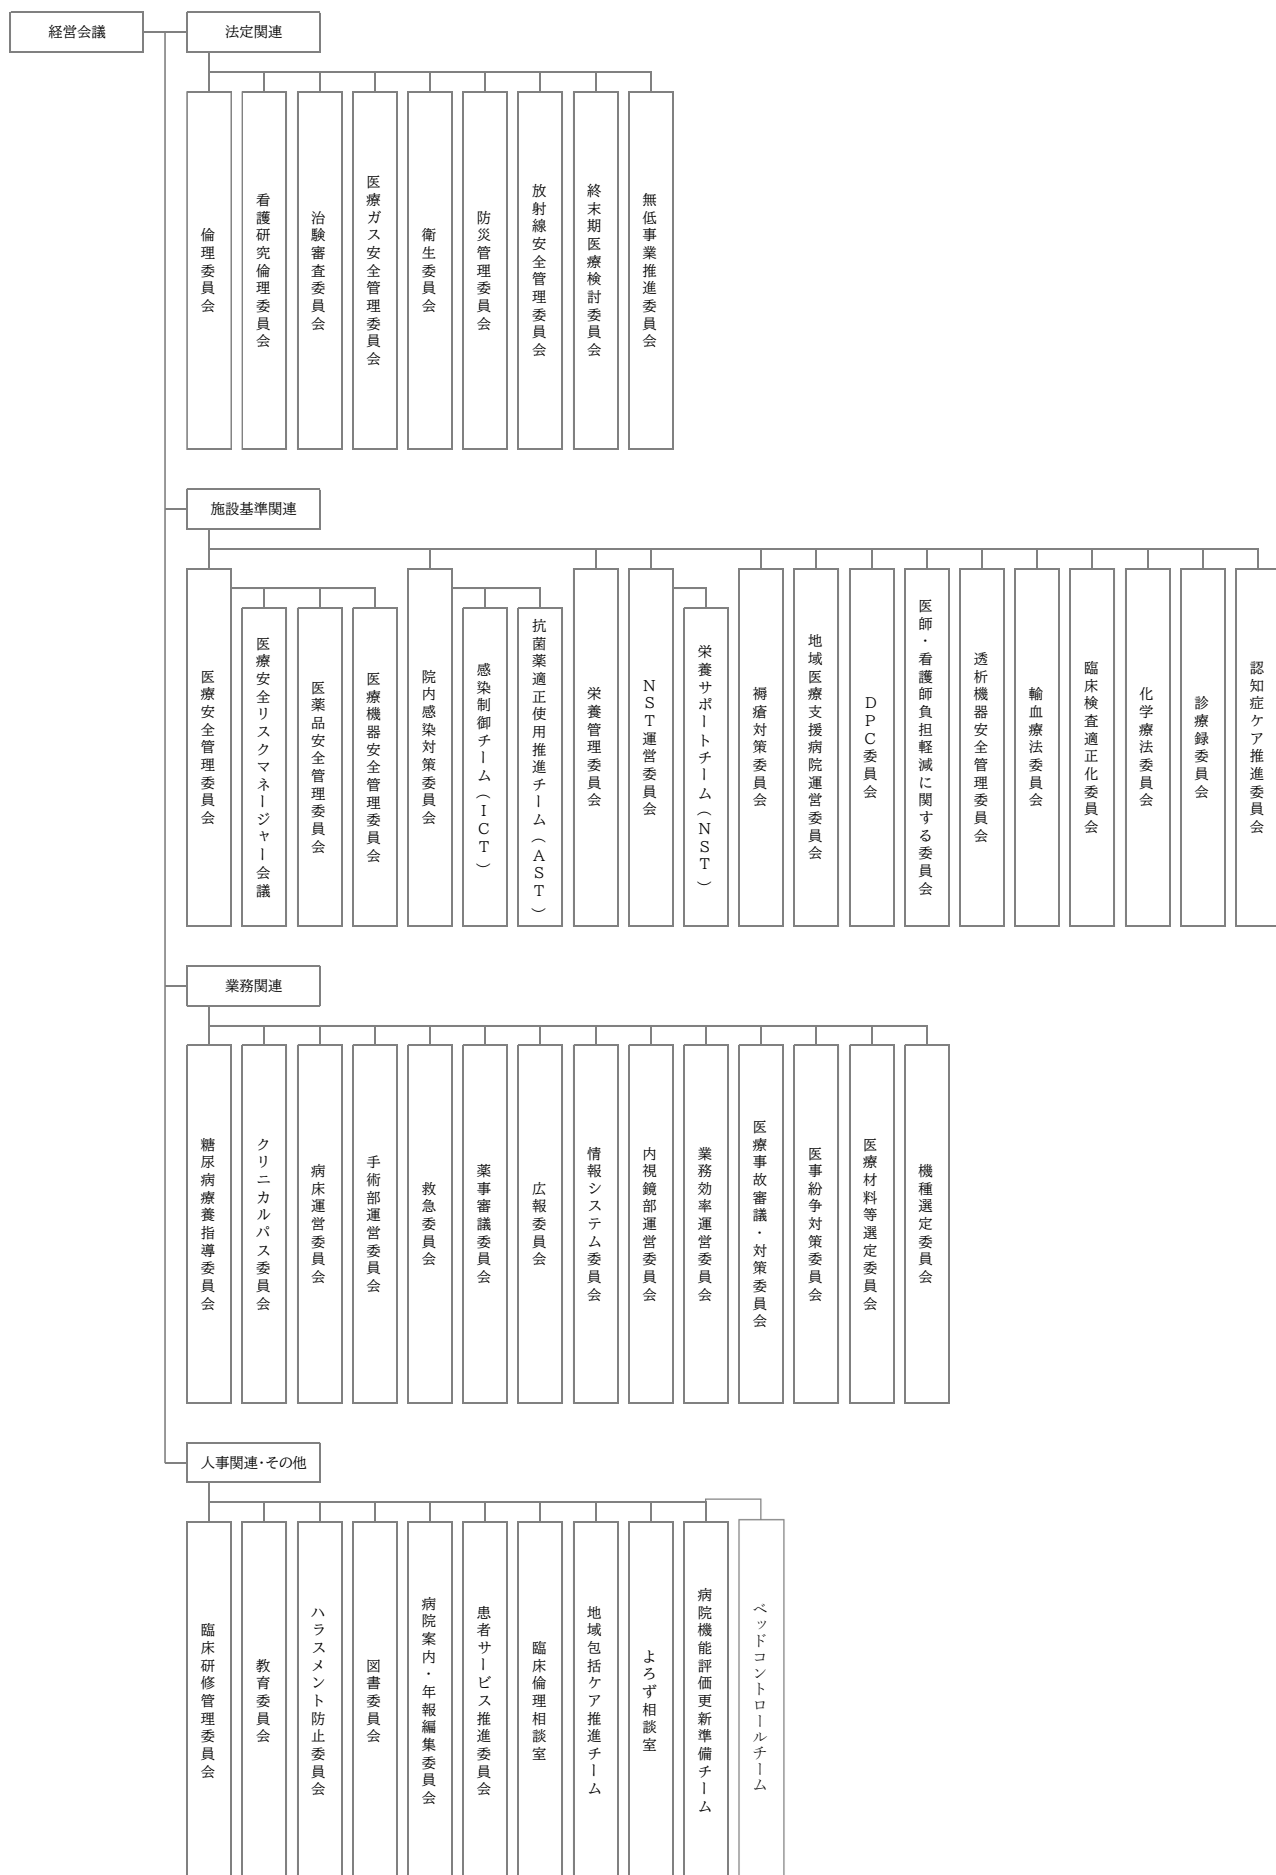 経営会議
法定関連
倫理委員会
看護研究倫理委員会
治験審査委員会
医療ガス安全管理委員会
衛生委員会
防災管理委員会
放射線安全管理委員会
終末期医療検討委員会
無低事業推進委員会
施設基準関連
医療安全管理委員会
医療安全リスクマネージャー会議
医薬品安全管理委員会
医療機器安全管理委員会
院内感染対策委員会
感染制御チーム(ICT)
抗菌薬適正使用推進チーム(AST)
栄養管理委員会
NST運営委員会
栄養サポートチーム(NST)
褥瘡対策委員会
地域医療支援病院運営委員会
DPC委員会
医師・看護師負担軽減に関する委員会
透析機器安全管理委員会
輸血療法委員会
臨床検査適正化委員会
化学療法委員会
診療録委員会
認知症ケア推進委員会
業務関連
糖尿病療養指導委員会
クリニカルパス委員会
病床運営委員会
手術部運営委員会
救急委員会
薬事審議委員会
広報委員会
情報システム委員会
内視鏡部運営委員会
業務効率運営委員会
医療事故審議・対策委員会
医事紛争対策委員会
医療材料等選定委員会
機種選定委員会
人事関連・その他
臨床研修管理委員会
教育委員会
ハラスメント防止委員会
図書委員会
病院案内・年報編集委員会
患者サービス推進委員会
臨床倫理相談室
地域包括ケア推進チーム
よろず相談室
病院機能評価更新準備チーム
ベッドコントロールチーム